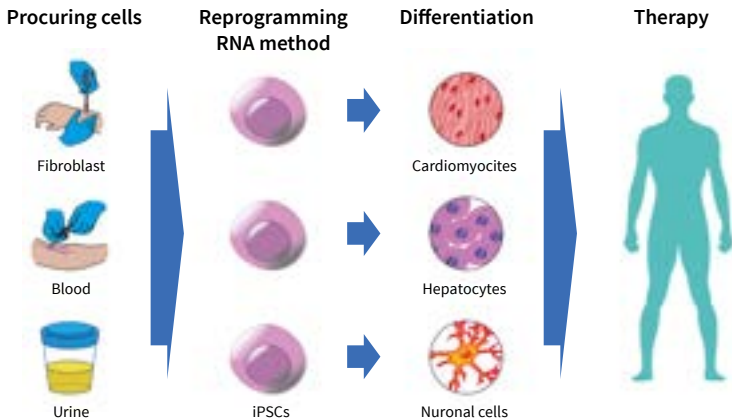 Procuring cells
Reprogramming
RNA method
Differentiation
Therapy
Fibroblast
Cardiomyocites
Blood
Hepatocytes
Urine
iPSCs
Nuronal cells